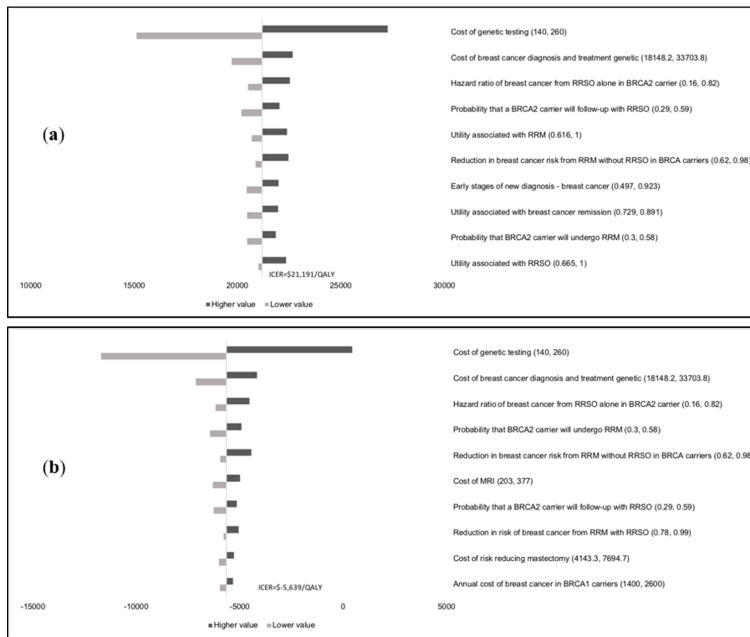 Cost of genetic testing (140, 260)
Cost of breast cancer diagnosis and treatment genetic (18148.2, 33703.8)
Hazard ratio of breast cancer from RRSO alone in BRCA2 carrier (0.16, 0.82)
Probability that a BRCA2 carrier will follow-up with RRSO (0.29, 0.59)
(a)
Utility associated with RRM (0.616, 1)
Reduction in breast cancer risk from RRM without RRSO in BRCA carriers (0.62, 0.98)
Early stages of new diagnosis - breast cancer (0.497, 0.923)
Utility associated with breast cancer remission (0.729, 0.891)
Probability that BRCA2 carrier will undergo RRM (0.3, 0.58)
Utility associated with RRSO (0.665, 1)
ICER=$21,191/QALY
10000 15000 20000 25000 30000
Higher value Lower value
Cost of genetic testing (140, 260)
Cost of breast cancer diagnosis and treatment genetic (18148.2, 33703.8)
Hazard ratio of breast cancer from RRSO alone in BRCA2 carrier (0.16, 0.82)
Probability that BRCA2 carrier will undergo RRM (0.3, 0.58)
(b)
Reduction in breast cancer risk from RRM without RRSO in BRCA carriers (0.62, 0.98
Cost of MRI (203, 377)
Probability that a BRCA2 carrier will follow-up with RRSO (0.29, 0.59)
Reduction in risk of breast cancer from RRM with RRSO (0.78, 0.99)
Cost of risk reducing mastectomy (4143.3, 7694.7)
Annual cost of breast cancer in BRCA1 carriers (1400, 2600)
ICER=$-5,639/QALY
-15000 -10000 -5000 0 5000
Higher value Lower value